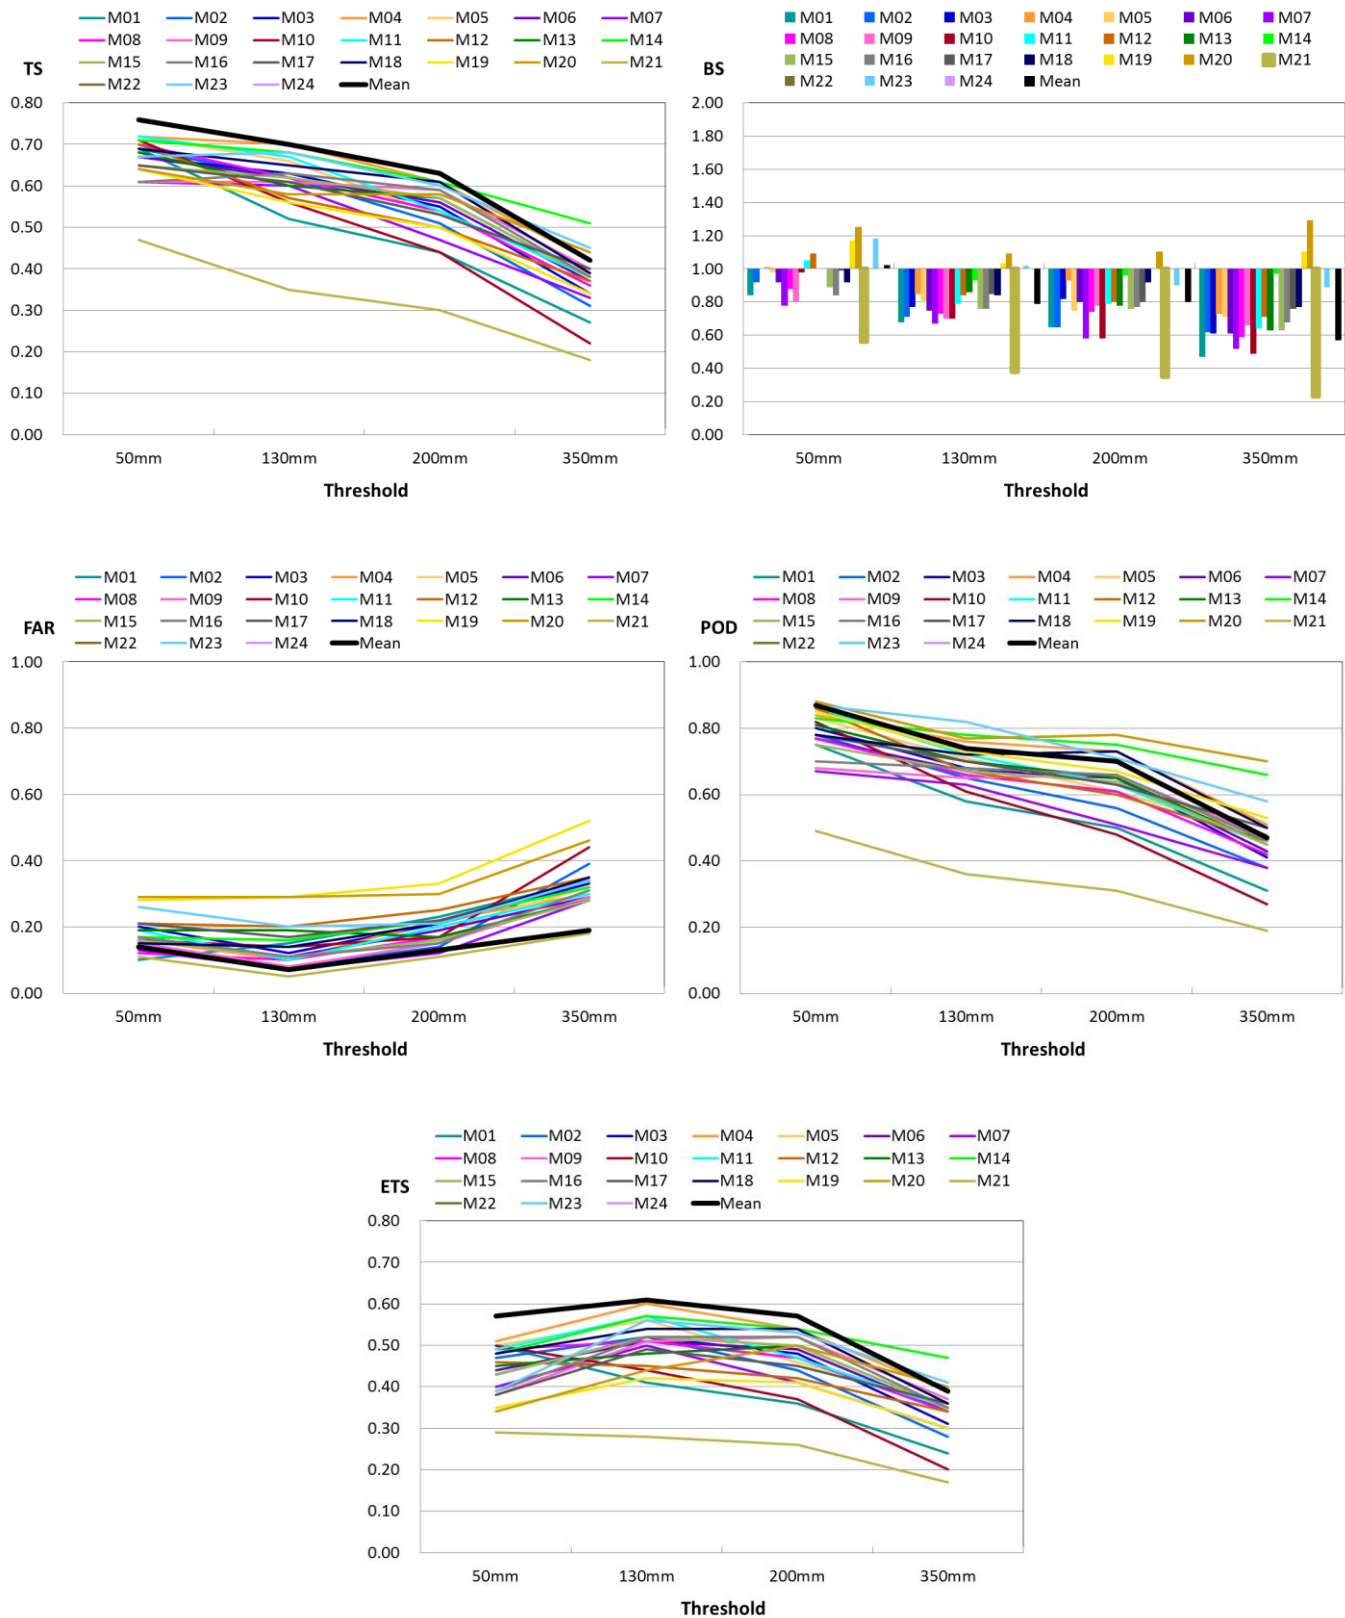 M01 M02 M03 M04 M05 M06 M07
M08 M09 M10 M11 M12 M13 M14
M15 M16 M17 M18 M19 M20 M21
M22 M23 M24 Mean
TS
0.80
0.70
0.60
0.50
0.40
0.30
0.20
0.10
0.00
50mm 130mm 200mm 350mm
Threshold
M01 M02 M03 M04 M05 M06 M07
M08 M09 M10 M11 M12 M13 M14
M15 M16 M17 M18 M19 M20 M21
M22 M23 M24 Mean
BS
2.00
1.80
1.60
1.40
1.20
1.00
0.80
0.60
0.40
0.20
0.00
50mm 130mm 200mm 350mm
Threshold
M01 M02 M03 M04 M05 M06 M07
M08 M09 M10 M11 M12 M13 M14
M15 M16 M17 M18 M19 M20 M21
M22 M23 M24 Mean
FAR
1.00
0.80
0.60
0.40
0.20
0.00
50mm 130mm 200mm 350mm
Threshold
M01 M02 M03 M04 M05 M06 M07
M08 M09 M10 M11 M12 M13 M14
M15 M16 M17 M18 M19 M20 M21
M22 M23 M24 Mean
POD
1.00
0.80
0.60
0.40
0.20
0.00
50mm 130mm 200mm 350mm
Threshold
M01 M02 M03 M04 M05 M06 M07
M08 M09 M10 M11 M12 M13 M14
M15 M16 M17 M18 M19 M20 M21
M22 M23 M24 Mean
ETS
0.80
0.70
0.60
0.50
0.40
0.30
0.20
0.10
0.00
50mm 130mm 200mm 350mm
Threshold